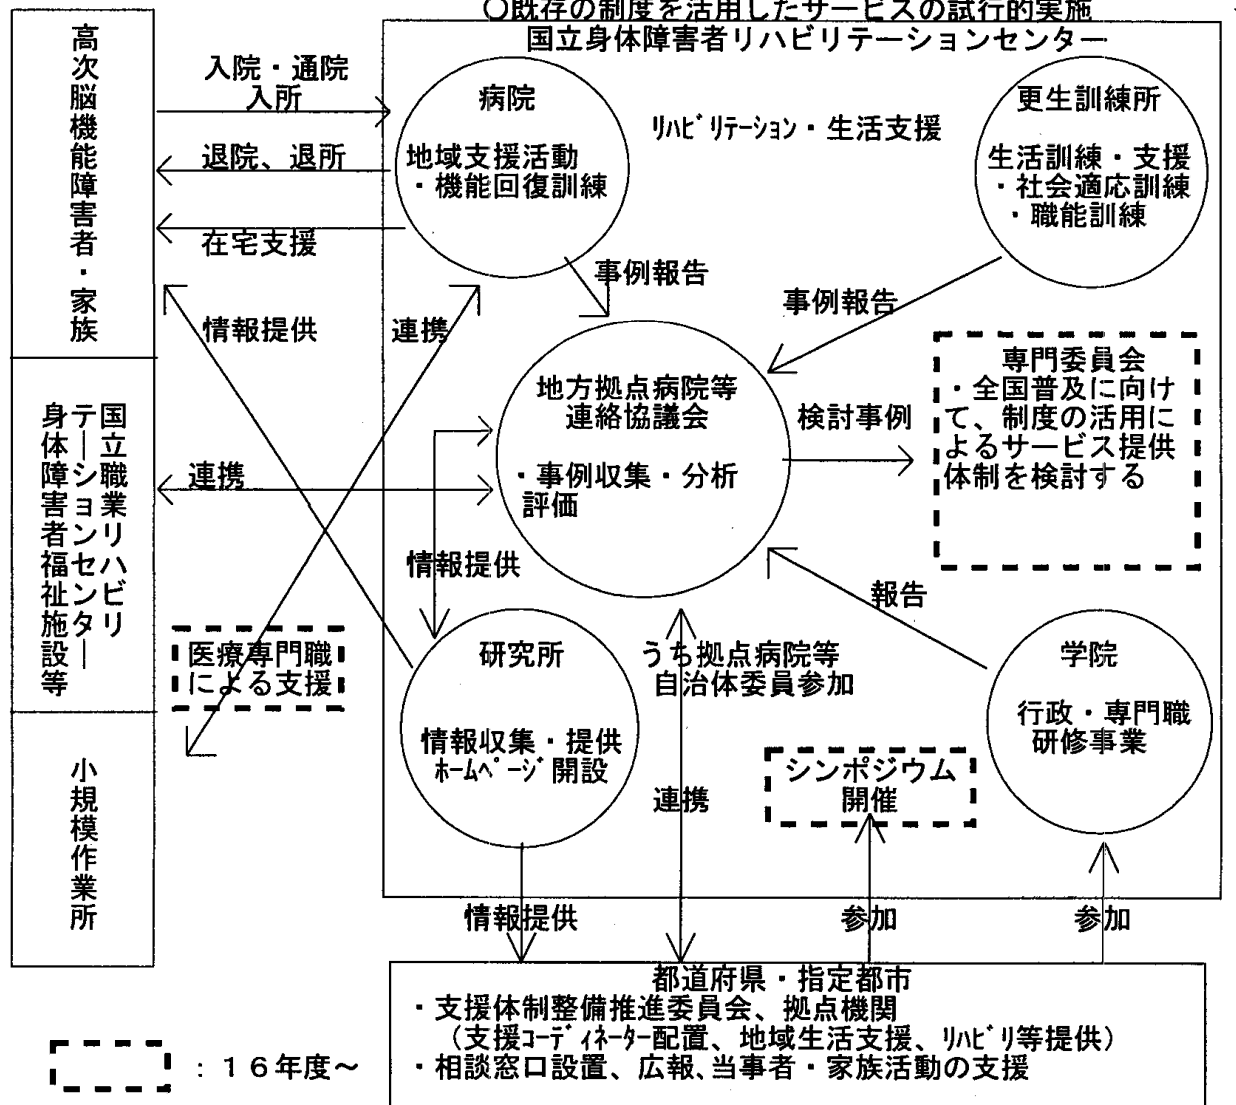 ○既存の制度を活用したサービスの試行的実施
国立身体障害者リハビリテーションセンター
高次脳機能障害者・家族
入院・通院
入所
退院、退所
在宅支援
情報提供
連携
病院
地域支援活動
・機能回復訓練
ﾘﾊﾋﾞﾘﾃｰｼｮﾝ・生活支援
更生訓練所
生活訓練・支援
・社会適応訓練
・職能訓練
事例報告
事例報告
地方拠点病院等
連絡協議会
・事例収集・分析
評価
検討事例
専門委員会
・全国普及に向け
て、制度の活用に
よるサービス提供
体制を検討する
国立職業リハビリ
テーションセンター
身体障害者福祉施設等
連携
情報提供
医療専門職
による支援
研究所
情報収集・提供
ﾎｰﾑﾍﾟｰｼﾞ開設
うち拠点病院等
自治体委員参加
報告
学院
行政・専門職
研修事業
シンポジウム
開催
連携
小規模作業所
情報提供
参加
参加
都道府県・指定都市
・支援体制整備推進委員会、拠点機関
（支援ｺｰﾃﾞｨﾈｰﾀｰ配置、地域生活支援、ﾘﾊﾋﾞﾘ等提供）
・相談窓口設置、広報、当事者・家族活動の支援
：１６年度～